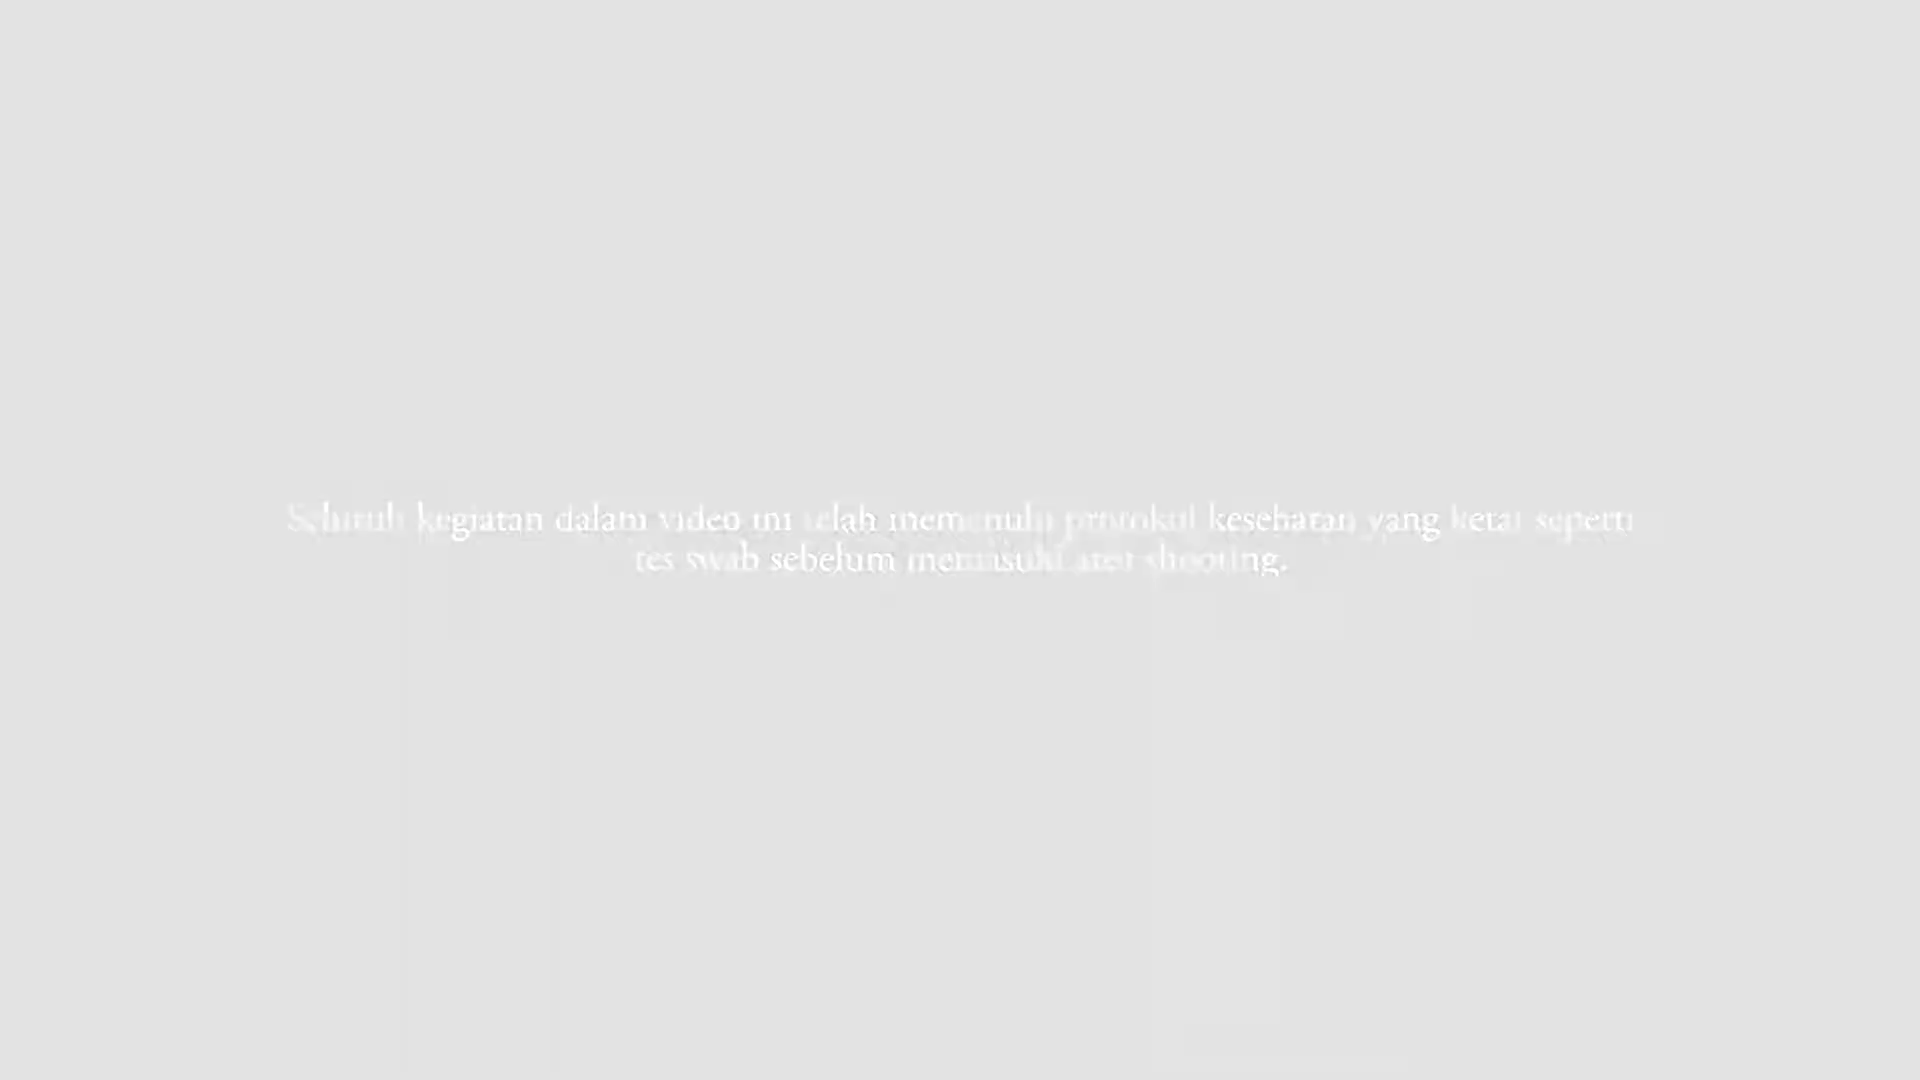 Seluruh kegiatan dalam video ini telah memenuhi protokol kesehatan yang ketat seperti
tes swab sebelum memasuki area shooting.